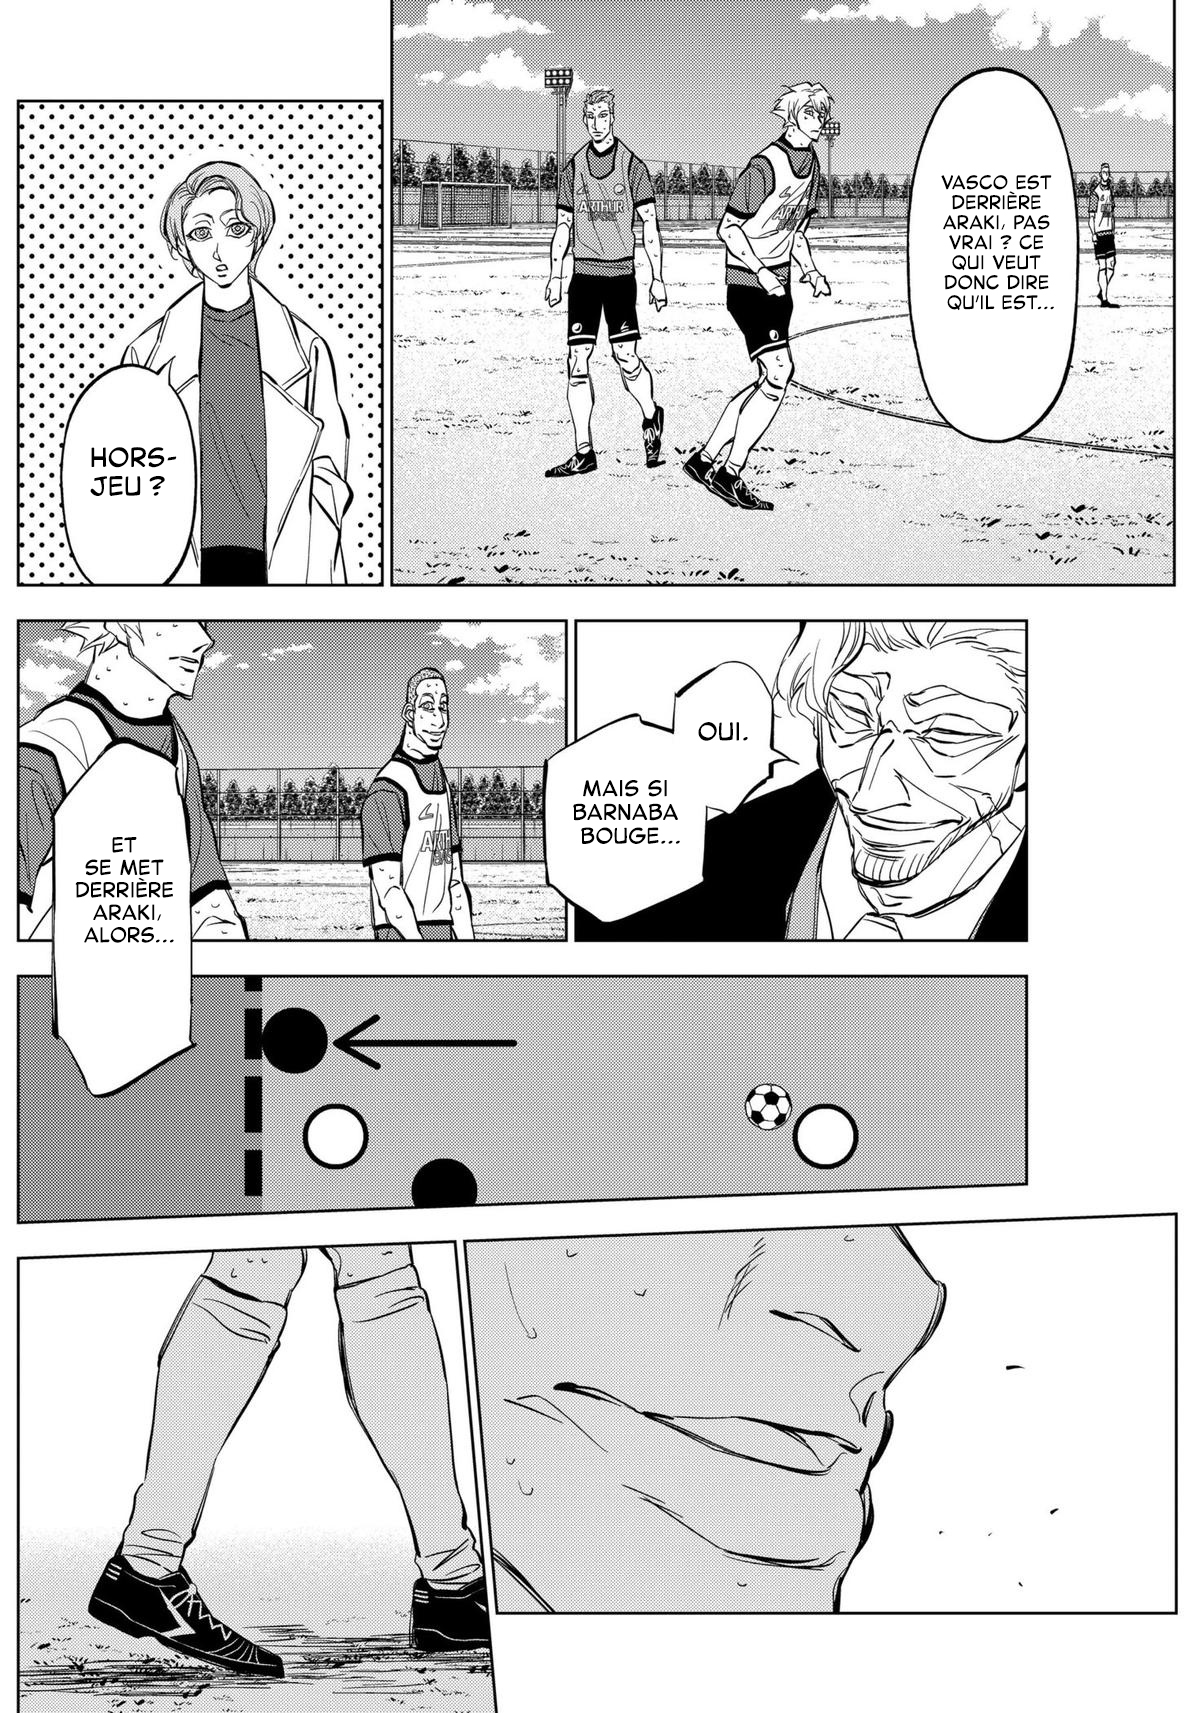 VASCO EST
DERRIÈRE
ARAKI, PAS
VRAI ? CE
QUI VEUT
DONC DIRE
QU'IL EST...
ARTHUR
HORS-
JEU ?
OUI.
MAIS SI
BARNABA
BOUGE...
ET
SE MET
DERRIÈRE
ARAKI,
ALORS...